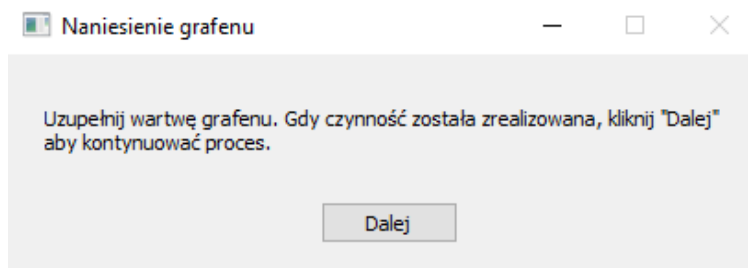 Naniesienie grafenu
Uzupełnij wartwę grafenu. Gdy czynność została zrealizowana, kliknij "Dalej"
aby kontynuować proces.
Dalej